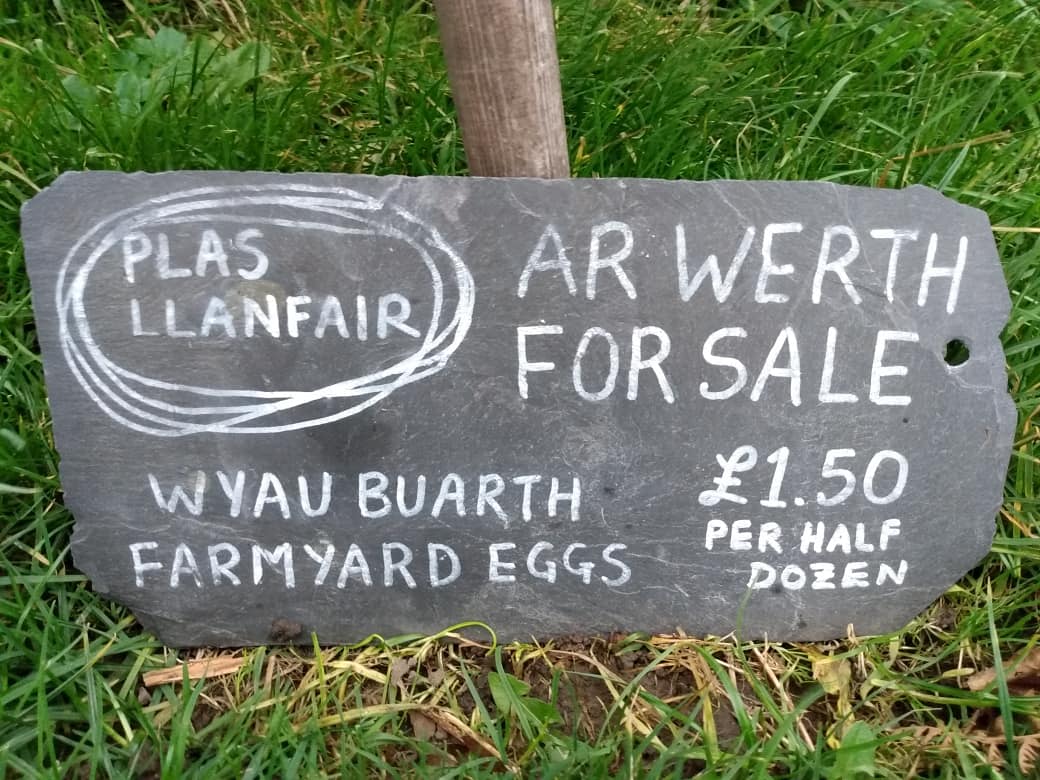 PLAS
LLANFAIR
AR WERTH
FOR SALE
WYAU BUARTH
FARMYARD EGGS
£1.50
PER HALF
DOZEN